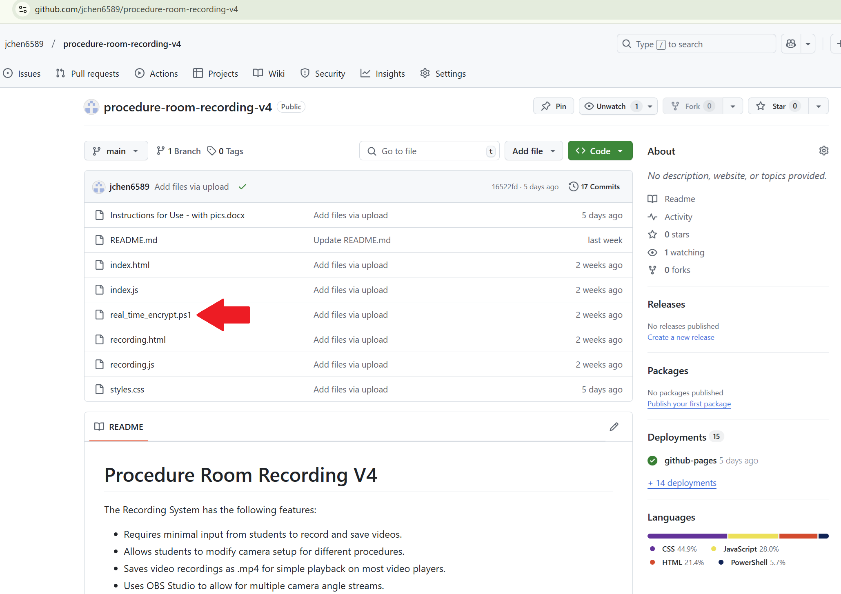 github.com/jchen6589/procedure-room-recording-v4
jchen6589 / procedure-room-recording-v4
Type / to search
Issues Pull requests Actions Projects Wiki Security Insights Settings
procedure-room-recording-v4 Public
Pin Unwatch 1 Fork 0 Star 0
main 1 Branch 0 Tags Go to file t Add file Code
jchen6589 Add files via upload 16522fd · 5 days ago 17 Commits
Instructions for Use - with pics.docx Add files via upload 5 days ago
README.md Update README.md last week
index.html Add files via upload 2 weeks ago
index.js Add files via upload 2 weeks ago
real_time_encrypt.ps1 Add files via upload 2 weeks ago
recording.html Add files via upload 2 weeks ago
recording.js Add files via upload 2 weeks ago
styles.css Add files via upload 5 days ago
README
Procedure Room Recording V4
The Recording System has the following features:
• Requires minimal input from students to record and save videos.
• Allows students to modify camera setup for different procedures.
• Saves video recordings as .mp4 for simple playback on most video players.
• Uses OBS Studio to allow for multiple camera angle streams.
About
No description, website, or topics provided.
Readme
Activity
0 stars
1 watching
0 forks
Releases
No releases published
Create a new release
Packages
No packages published
Publish your first package
Deployments 15
github-pages 5 days ago
+ 14 deployments
Languages
CSS 44.9% JavaScript 28.0%
HTML 21.4% PowerShell 5.7%